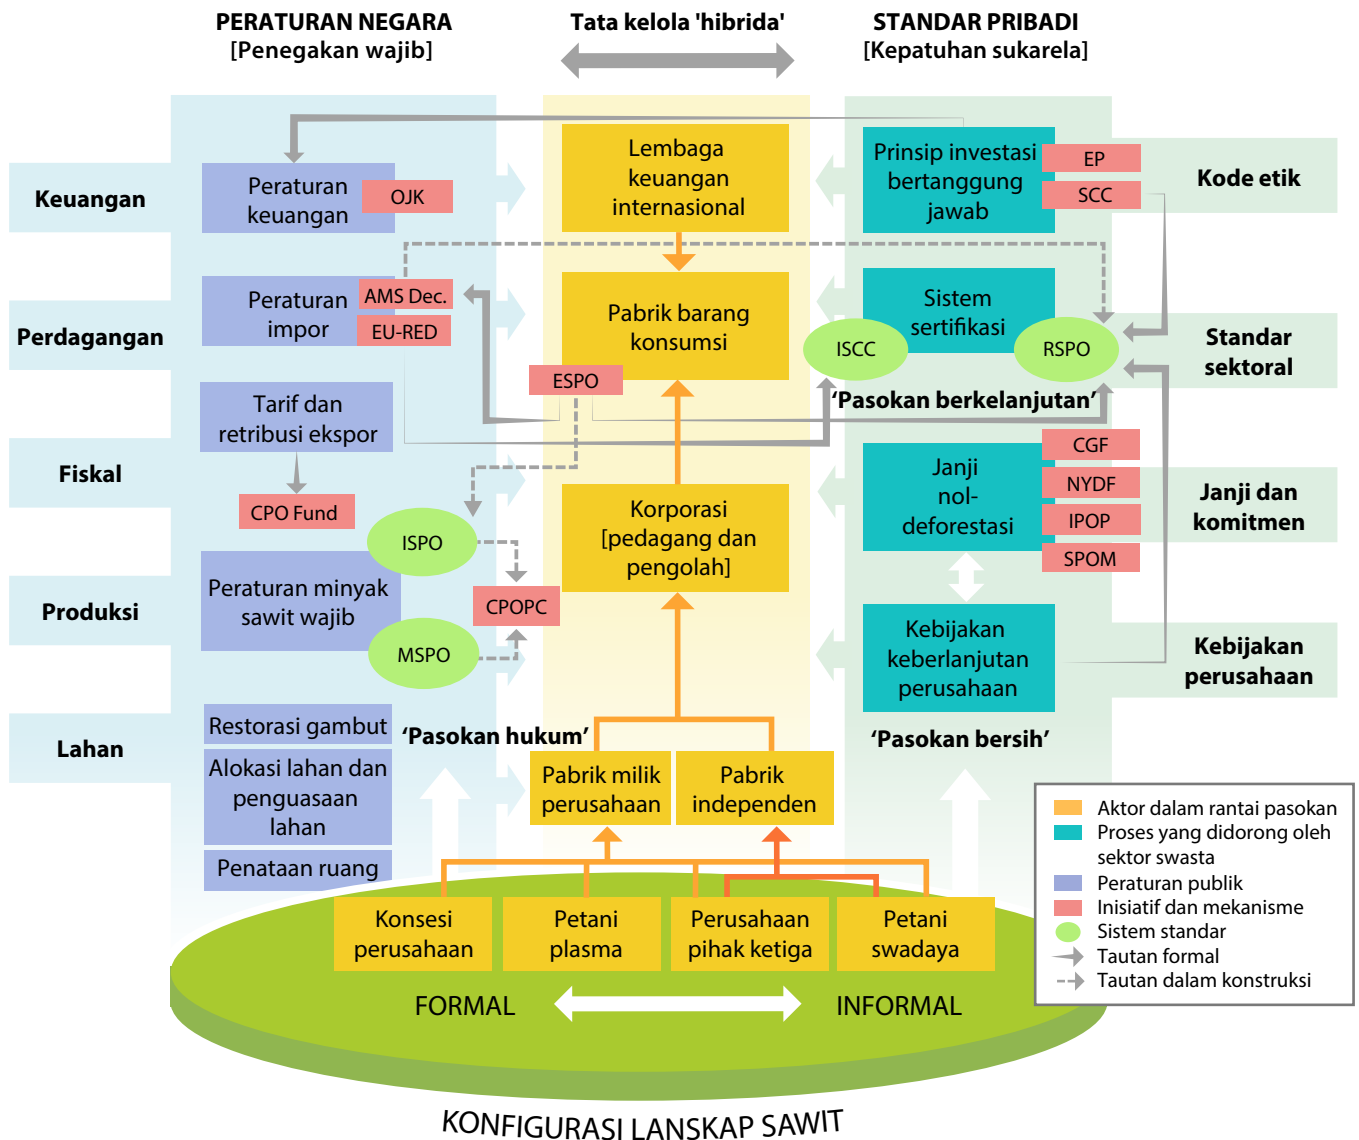 PERATURAN NEGARA
[Penegakan wajib]
Tata kelola 'hibrida'
STANDAR PRIBADI
[Kepatuhan sukarela]
Keuangan
Perdagangan
Fiskal
Produksi
Lahan
Peraturan
keuangan
OJK
Peraturan
impor
AMS Dec.
EU-RED
Tarif dan
retribusi ekspor
CPO Fund
ISPO
Peraturan minyak
sawit wajib
MSPO
CPOPC
Restorasi gambut
Alokasi lahan dan
penguasaan
lahan
Penataan ruang
'Pasokan hukum'
Lembaga
keuangan
internasional
Pabrik barang
konsumsi
ESPO
Korporasi
[pedagang dan
pengolah]
Pabrik milik
perusahaan
Pabrik
independen
Prinsip investasi
bertanggung
jawab
EP
SCC
Sistem
sertifikasi
ISCC
RSPO
'Pasokan berkelanjutan'
Janji
nol-
deforestasi
CGF
NYDF
IPOP
SPOM
Kebijakan
keberlanjutan
perusahaan
'Pasokan bersih'
Kode etik
Standar
sektoral
Janji dan
komitmen
Kebijakan
perusahaan
Aktor dalam rantai pasokan
Proses yang didorong oleh
sektor swasta
Peraturan publik
Inisiatif dan mekanisme
Sistem standar
Tautan formal
Tautan dalam konstruksi
Konsesi
perusahaan
Petani
plasma
Perusahaan
pihak ketiga
Petani
swadaya
FORMAL
INFORMAL
KONFIGURASI LANSKAP SAWIT